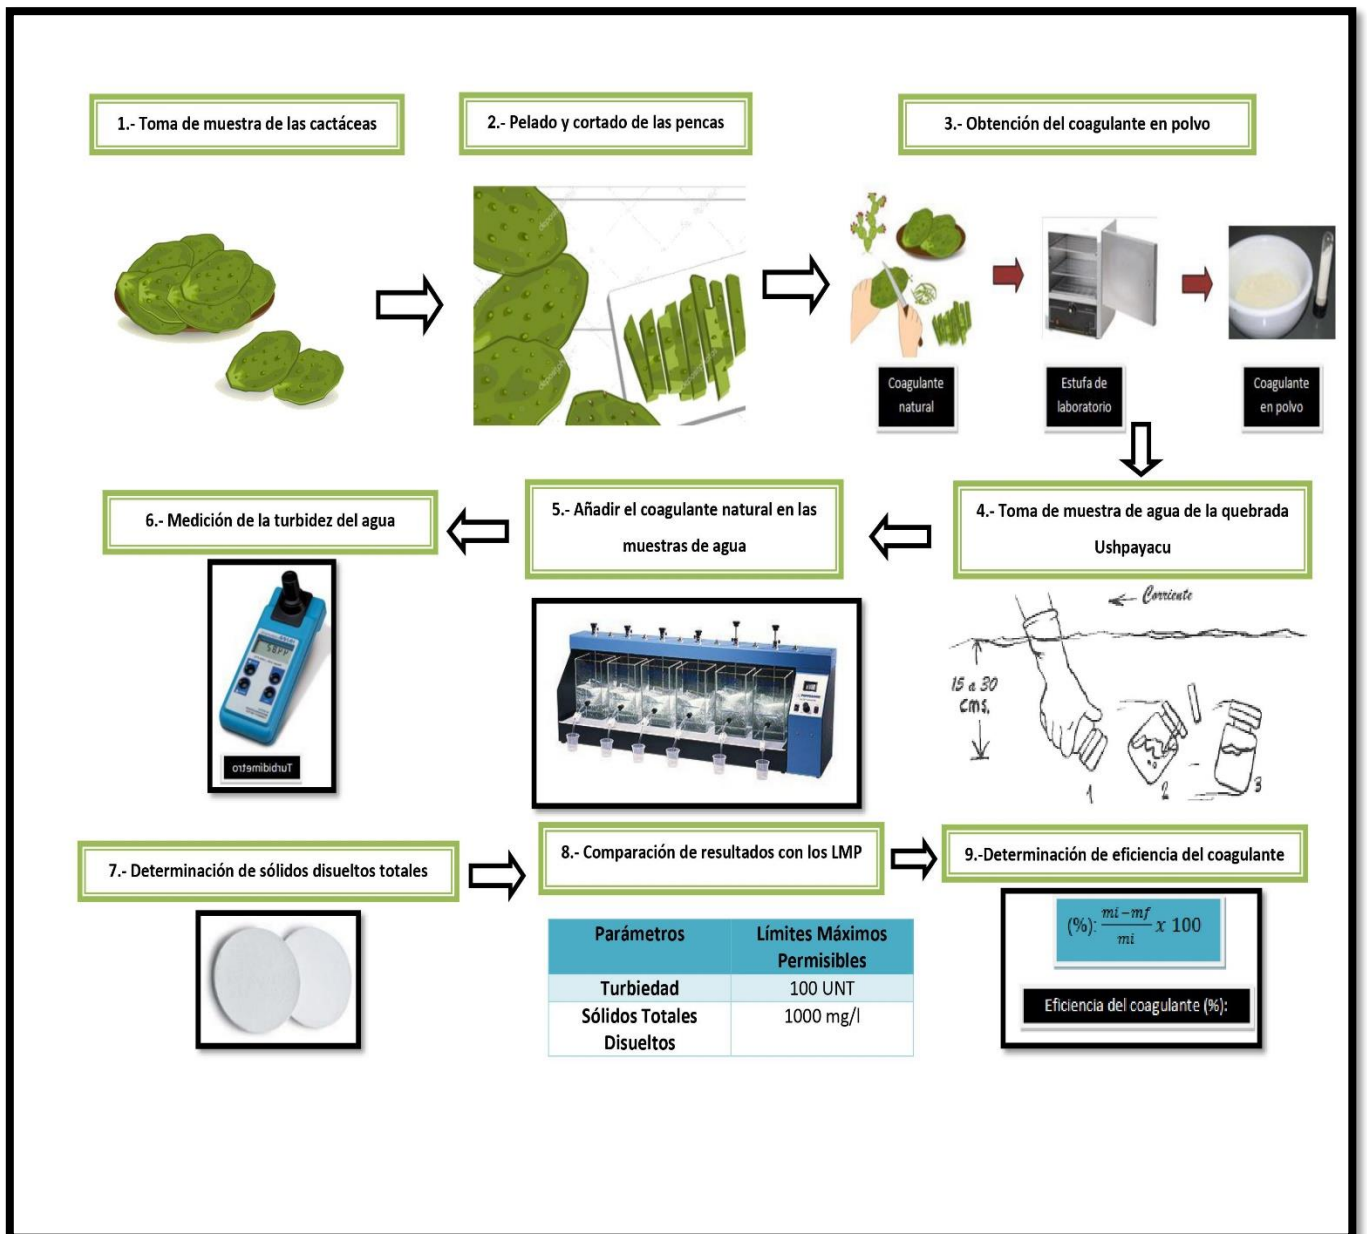 1.- Toma de muestra de las cactáceas
2.- Pelado y cortado de las pencas
3.- Obtención del coagulante en polvo
Coagulante
natural
Estufa de
laboratorio
Coagulante
en polvo
4.- Toma de muestra de agua de la quebrada
Ushpayacu
Corriente
15 a 30
cms.
1
2
3
5.- Añadir el coagulante natural en las
muestras de agua
6.- Medición de la turbidez del agua
Turbidimetro
7.- Determinación de sólidos disueltos totales
8.- Comparación de resultados con los LMP
Parámetros
Límites Máximos
Permisibles
Turbiedad
100 UNT
Sólidos Totales
Disueltos
1000 mg/l
9.-Determinación de eficiencia del coagulante
(%): mi−mf/mi x 100
Eficiencia del coagulante (%):